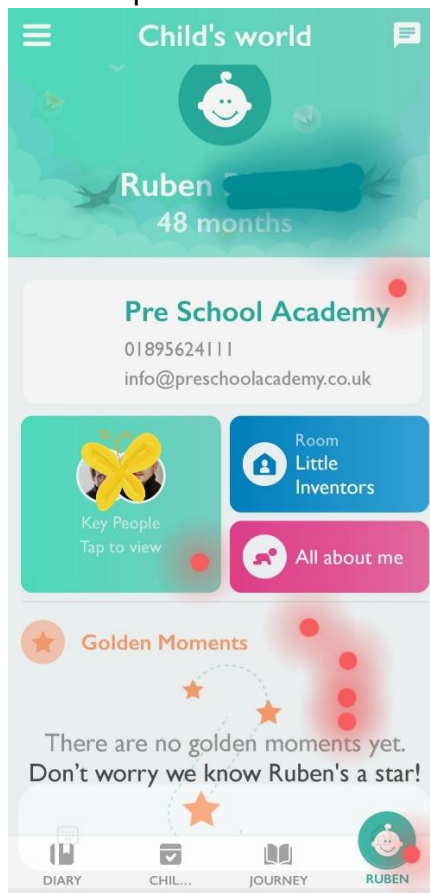 Child's world
Ruben
48 months
Pre School Academy
01895624111
info@preschoolacademy.co.uk
Key People
Tap to view
Room
Little
Inventors
All about me
Golden Moments
There are no golden moments yet.
Don't worry we know Ruben's a star!
DIARY
CHIL...
JOURNEY
RUBEN